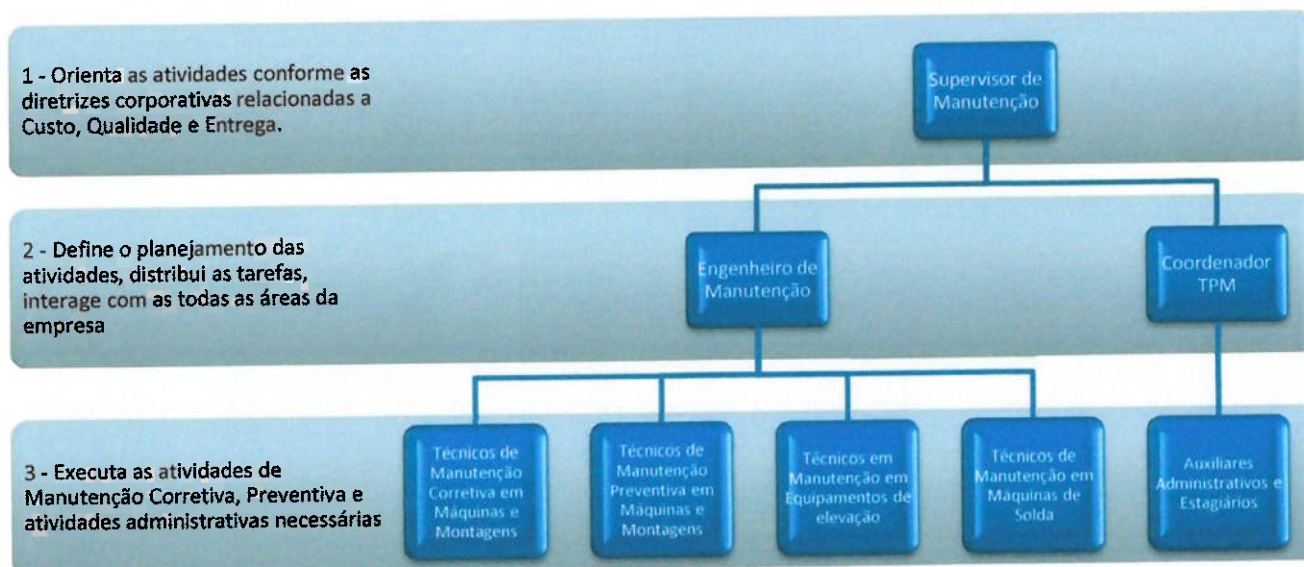 1 - Orienta as atividades conforme as
diretrizes corporativas relacionadas a
Custo, Qualidade e Entrega.
Supervisor de
Manutenção
2 - Define o planejamento das
atividades, distribui as tarefas,
interage com as todas as áreas da
empresa
Engenheiro de
Manutenção
Coordenador
TPM
3 - Executa as atividades de
Manutenção Corretiva, Preventiva e
atividades administrativas necessárias
Técnicos de
Manutenção
Corretiva em
Máquinas e
Montagens
Técnicos de
Manutenção
Preventiva em
Máquinas e
Montagens
Técnicos em
Manutenção em
Equipamentos de
elevação
Técnicos de
Manutenção em
Máquinas de
Solda
Auxiliares
Administrativos e
Estagiários